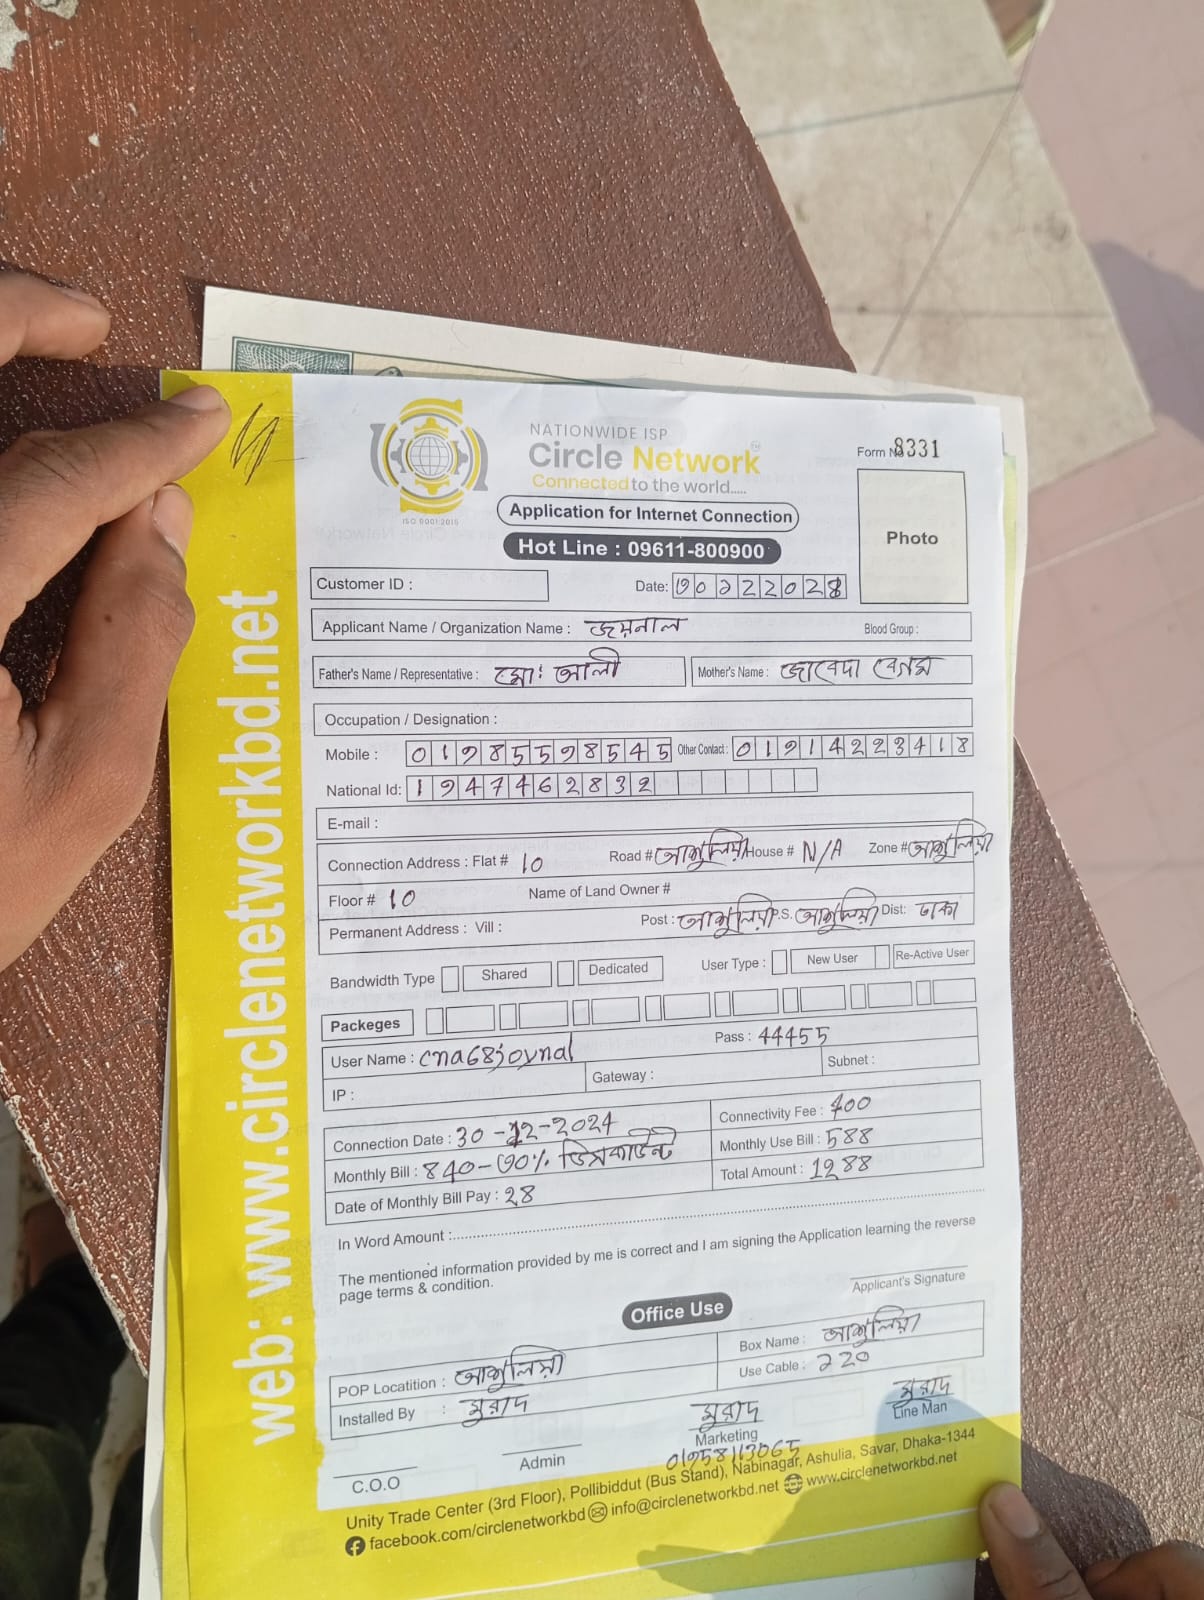 web: www.circlenetworkbd.net
NATIONWIDE ISP
Circle Network
Connected to the world.....
ISO 9001:2015
Form No 8331
Application for Internet Connection
Hot Line : 09611-800900
Photo
Customer ID :
Date: ৩০১২২০২৪
Applicant Name / Organization Name : জয়নাল Blood Group :
Father's Name / Representative : মোঃ আলী Mother's Name : জাবেদা বেগম
Occupation / Designation :
Mobile : 01985598545 Other Contact : 01914223418
National Id: 1947462832
E-mail :
Connection Address : Flat # 10 Road # আশুলিয়া House # N/A Zone # আশুলিয়া
Floor # 10 Name of Land Owner #
Permanent Address : Vill : Post : আশুলিয়া P.S. আশুলিয়া Dist: ঢাকা
Bandwidth Type Shared Dedicated User Type : New User Re-Active User
Packeges
User Name : cna68joynal Pass : 44455
IP : Gateway : Subnet :
Connection Date : 30-12-2024 Connectivity Fee : 700
Monthly Bill : 840-৩0% ডিসকাউন্ট Monthly Use Bill : 588
Date of Monthly Bill Pay : 28 Total Amount : 1288
In Word Amount :
The mentioned information provided by me is correct and I am signing the Application learning the reverse
page terms & condition.
Applicant's Signature
Office Use
POP Locatition : আশুলিয়া Box Name : আশুলিয়া
Installed By : মুরাদ Use Cable : ২২০
মুরাদ মুরাদ
C.O.O Admin Marketing Line Man
01958113065
Unity Trade Center (3rd Floor), Pollibiddut (Bus Stand), Nabinagar, Ashulia, Savar, Dhaka-1344
facebook.com/circlenetworkbd info@circlenetworkbd.net www.circlenetworkbd.net